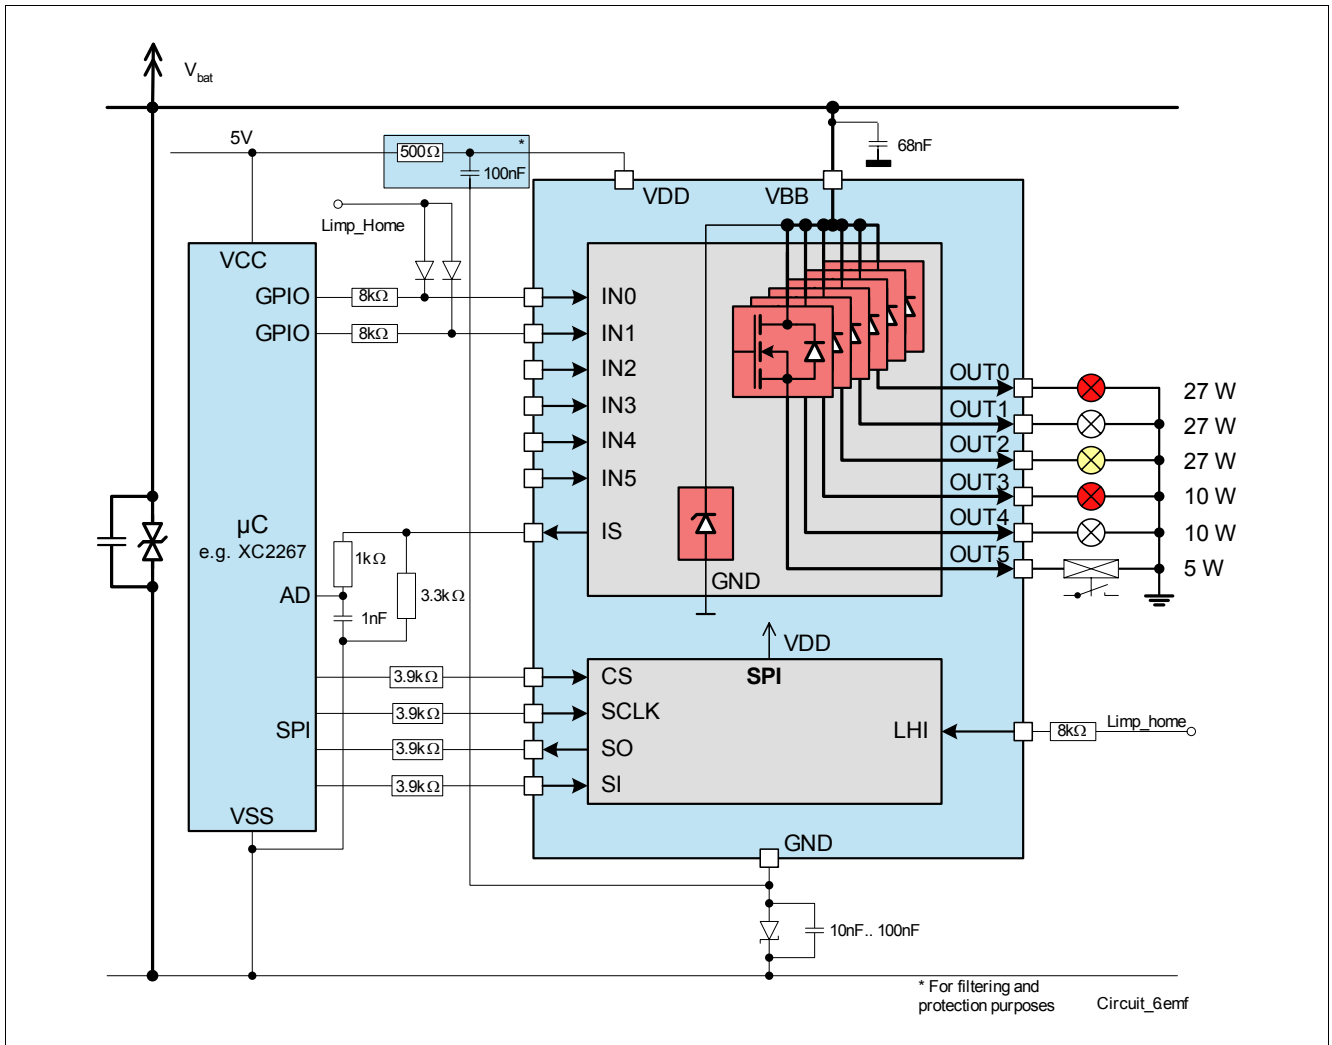 Vbat
5V
500Ω
*
100nF
68nF
VDD
VBB
Limp_Home
VCC
GPIO
8kΩ
IN0
GPIO
8kΩ
IN1
IN2
IN3
IN4
IN5
OUT0
27 W
OUT1
27 W
OUT2
27 W
OUT3
10 W
OUT4
10 W
OUT5
5 W
µC
e.g. XC2267
IS
1kΩ
GND
AD
3.3kΩ
1nF
VDD
SPI
3.9kΩ
CS
3.9kΩ
SCLK
SPI
3.9kΩ
SO
3.9kΩ
SI
LHI
8kΩ
Limp_home
VSS
GND
10nF.. 100nF
* For filtering and
protection purposes
Circuit_6.emf